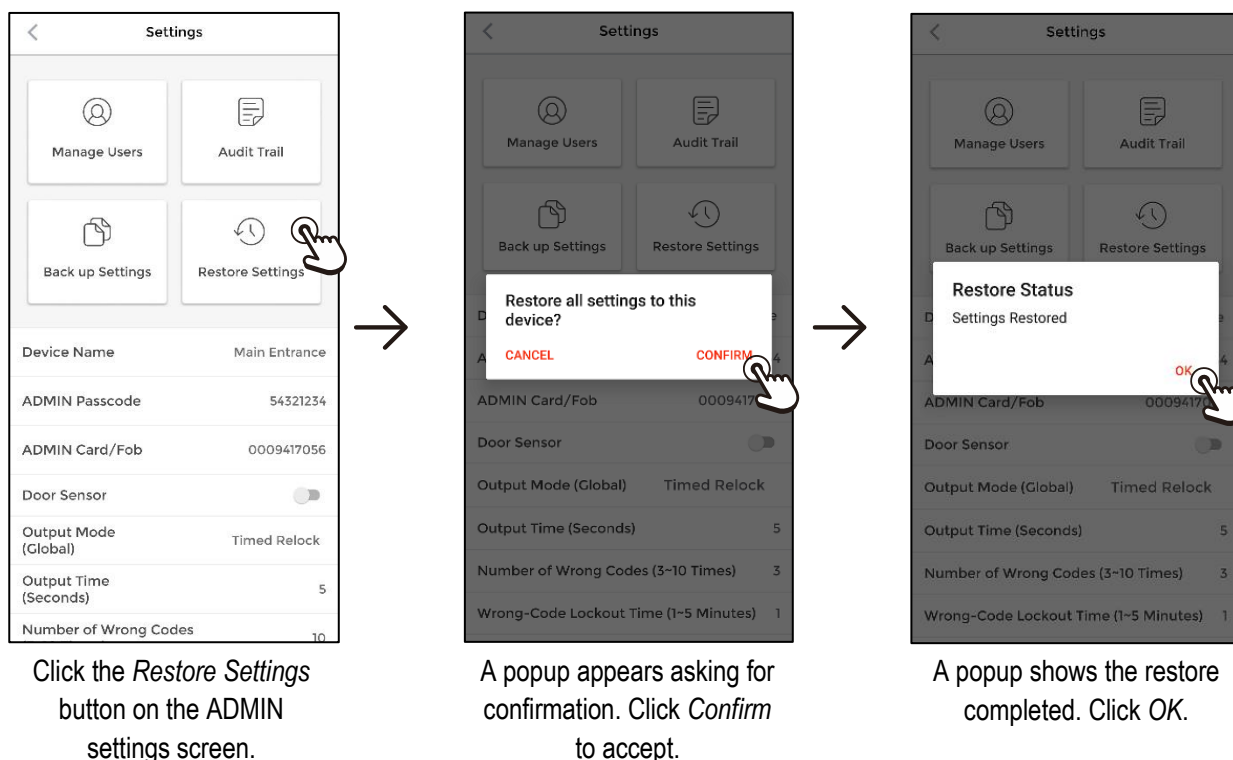 Settings
Manage Users
Audit Trail
Back up Settings
Restore Settings
Device Name Main Entrance
ADMIN Passcode 54321234
ADMIN Card/Fob 0009417056
Door Sensor
Output Mode
(Global) Timed Relock
Output Time
(Seconds) 5
Number of Wrong Codes 10
Click the Restore Settings
button on the ADMIN
settings screen.
Settings
Manage Users
Audit Trail
Back up Settings
Restore Settings
Restore all settings to this
device?
CANCEL CONFIRM
ADMIN Card/Fob
Door Sensor
Output Mode (Global) Timed Relock
Output Time (Seconds) 5
Number of Wrong Codes (3~10 Times) 3
Wrong-Code Lockout Time (1~5 Minutes) 1
A popup appears asking for
confirmation. Click Confirm
to accept.
Settings
Manage Users
Audit Trail
Back up Settings
Restore Settings
Restore Status
Settings Restored
OK
ADMIN Card/Fob
Door Sensor
Output Mode (Global) Timed Relock
Output Time (Seconds) 5
Number of Wrong Codes (3~10 Times) 3
Wrong-Code Lockout Time (1~5 Minutes) 1
A popup shows the restore
completed. Click OK.